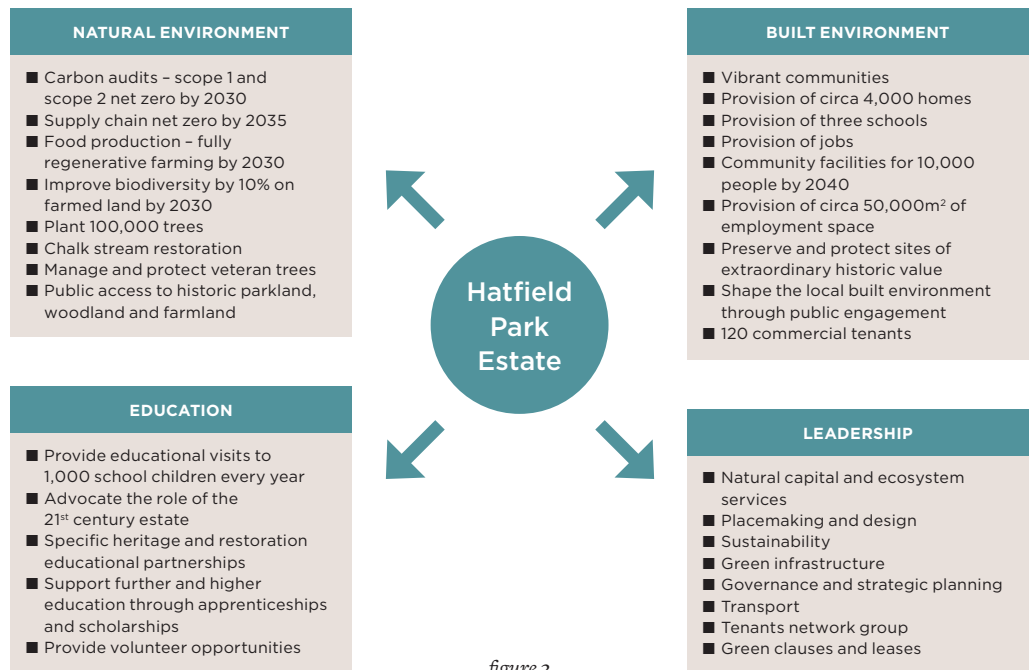 NATURAL ENVIRONMENT
■ Carbon audits – scope 1 and
scope 2 net zero by 2030
■ Supply chain net zero by 2035
■ Food production – fully
regenerative farming by 2030
■ Improve biodiversity by 10% on
farmed land by 2030
■ Plant 100,000 trees
■ Chalk stream restoration
■ Manage and protect veteran trees
■ Public access to historic parkland,
woodland and farmland
BUILT ENVIRONMENT
■ Vibrant communities
■ Provision of circa 4,000 homes
■ Provision of three schools
■ Provision of jobs
■ Community facilities for 10,000
people by 2040
■ Provision of circa 50,000m² of
employment space
■ Preserve and protect sites of
extraordinary historic value
■ Shape the local built environment
through public engagement
■ 120 commercial tenants
Hatfield
Park
Estate
EDUCATION
■ Provide educational visits to
1,000 school children every year
■ Advocate the role of the
21st century estate
■ Specific heritage and restoration
educational partnerships
■ Support further and higher
education through apprenticeships
and scholarships
■ Provide volunteer opportunities
LEADERSHIP
■ Natural capital and ecosystem
services
■ Placemaking and design
■ Sustainability
■ Green infrastructure
■ Governance and strategic planning
■ Transport
■ Tenants network group
■ Green clauses and leases
figure